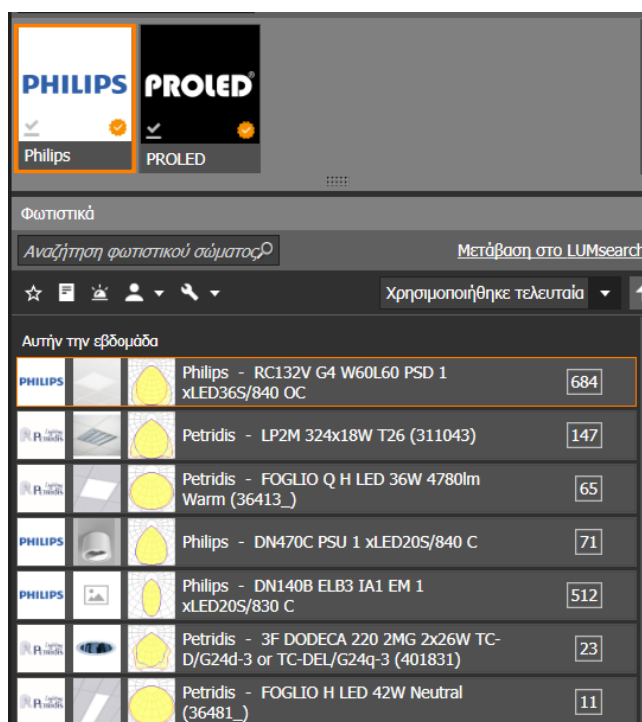 PHILIPS PROLED®
Philips PROLED
Φωτιστικά
Αναζήτηση φωτιστικού σώματος Μετάβαση στο LUMsearch
Χρησιμοποιήθηκε τελευταία
Αυτήν την εβδομάδα
PHILIPS Philips - RC132V G4 W60L60 PSD 1 684
xLED36S/840 OC
Petridis - LP2M 324x18W T26 (311043) 147
Petridis - FOGLIO Q H LED 36W 4780lm 65
Warm (36413_)
PHILIPS Philips - DN470C PSU 1 xLED20S/840 C 71
PHILIPS Philips - DN140B ELB3 IA1 EM 1 512
xLED20S/830 C
Petridis - 3F DODECA 220 2MG 2x26W TC- 23
D/G24d-3 or TC-DEL/G24q-3 (401831)
Petridis - FOGLIO H LED 42W Neutral 11
(36481_)